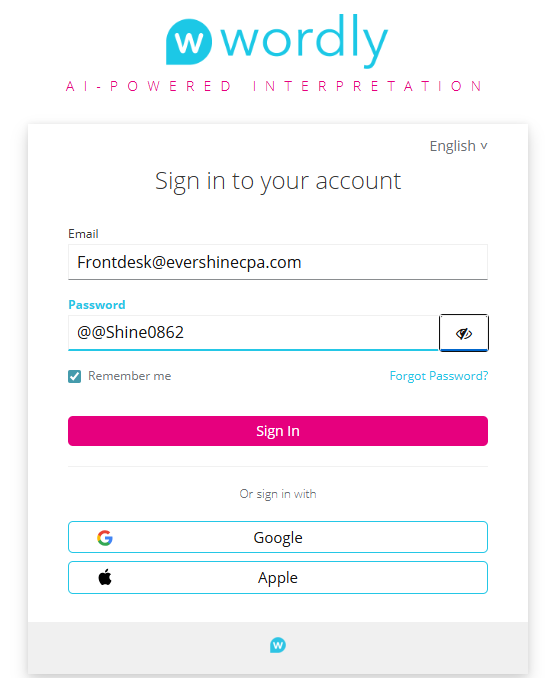 wordly
AI-POWERED INTERPRETATION
English
Sign in to your account
Email
Frontdesk@evershinecpa.com
Password
@@Shine0862
Remember me
Forgot Password?
Sign In
Or sign in with
Google
Apple